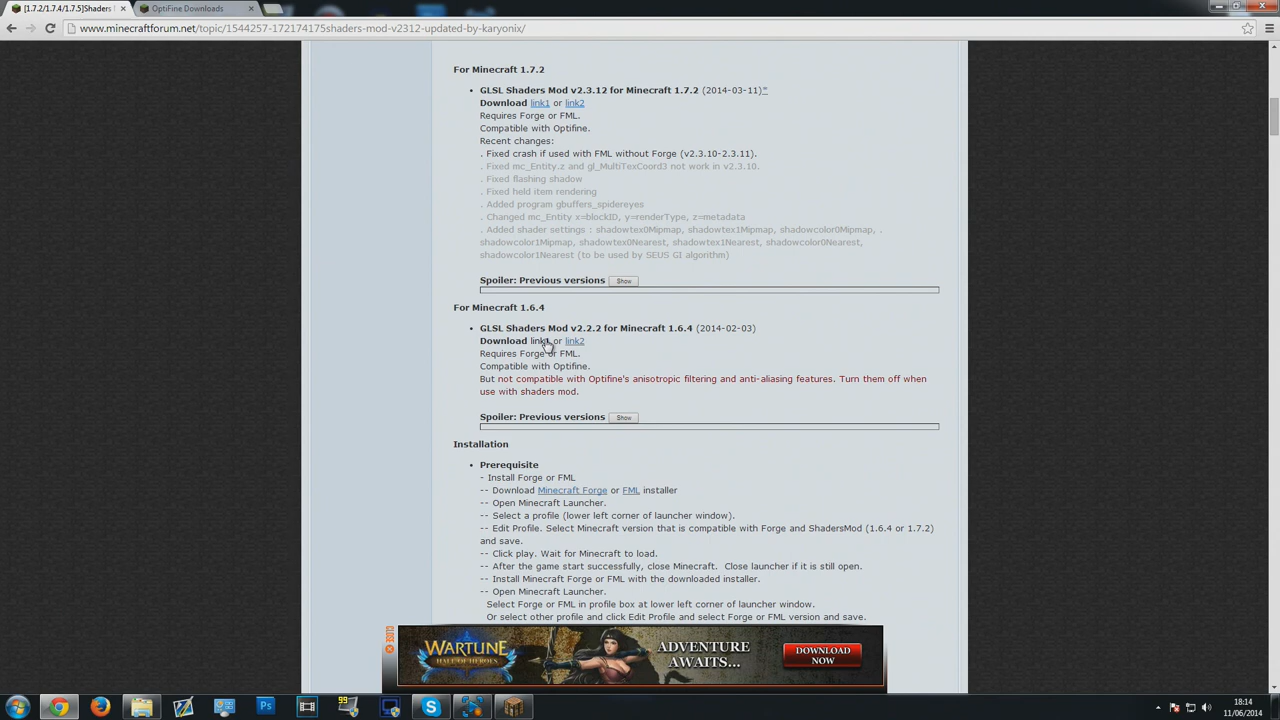 [1.7.2/1.7.4/1.7.5]Shaders
OptiFine Downloads
www.minecraftforum.net/topic/1544257-172174175shaders-mod-v2312-updated-by-karyonix/
For Minecraft 1.7.2
GLSL Shaders Mod v2.3.12 for Minecraft 1.7.2 (2014-03-11)*
Download link1 or link2
Requires Forge or FML.
Compatible with Optifine.
Recent changes:
. Fixed crash if used with FML without Forge (v2.3.10-2.3.11).
. Fixed mc_Entity.z and gl_MultiTexCoord3 not work in v2.3.10.
. Fixed flashing shadow
. Fixed held item rendering
. Added program gbuffers_spidereyes
. Changed mc_Entity x=blockID, y=renderType, z=metadata
. Added shader settings : shadowtex0Mipmap, shadowtex1Mipmap, shadowcolor0Mipmap, .
shadowcolor1Mipmap, shadowtex0Nearest, shadowtex1Nearest, shadowcolor0Nearest,
shadowcolor1Nearest (to be used by SEUS GI algorithm)
Spoiler: Previous versions Show
For Minecraft 1.6.4
GLSL Shaders Mod v2.2.2 for Minecraft 1.6.4 (2014-02-03)
Download link1 or link2
Requires Forge or FML.
Compatible with Optifine.
But not compatible with Optifine's anisotropic filtering and anti-aliasing features. Turn them off when
use with shaders mod.
Spoiler: Previous versions Show
Installation
Prerequisite
- Install Forge or FML
-- Download Minecraft Forge or FML installer
-- Open Minecraft Launcher.
-- Select a profile (lower left corner of launcher window).
-- Edit Profile. Select Minecraft version that is compatible with Forge and ShadersMod (1.6.4 or 1.7.2)
and save.
-- Click play. Wait for Minecraft to load.
-- After the game start successfully, close Minecraft. Close launcher if it is still open.
-- Install Minecraft Forge or FML with the downloaded installer.
-- Open Minecraft Launcher.
Select Forge or FML in profile box at lower left corner of launcher window.
Or select other profile and click Edit Profile and select Forge or FML version and save.
CLOSE
WARTUNE
HALL OF HEROES
ADVENTURE
AWAITS...
DOWNLOAD
NOW
99
18:14
11/06/2014